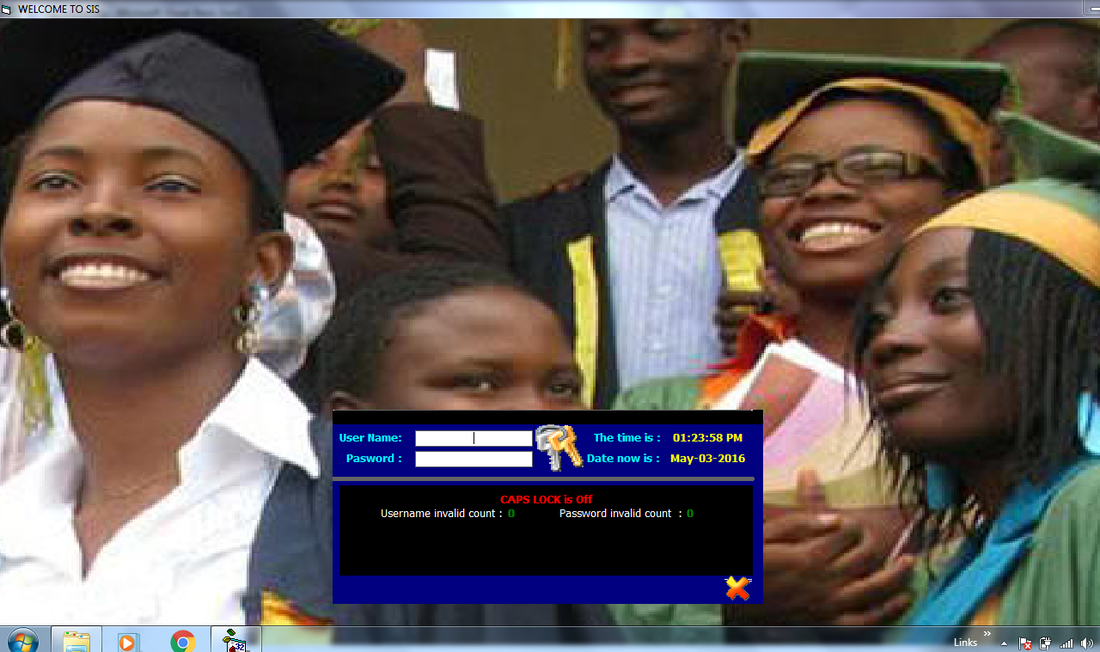 WELCOME TO SIS
User Name: The time is : 01:23:58 PM
Pasword : Date now is : May-03-2016
CAPS LOCK is Off
Username invalid count : 0 Password invalid count : 0
Links »